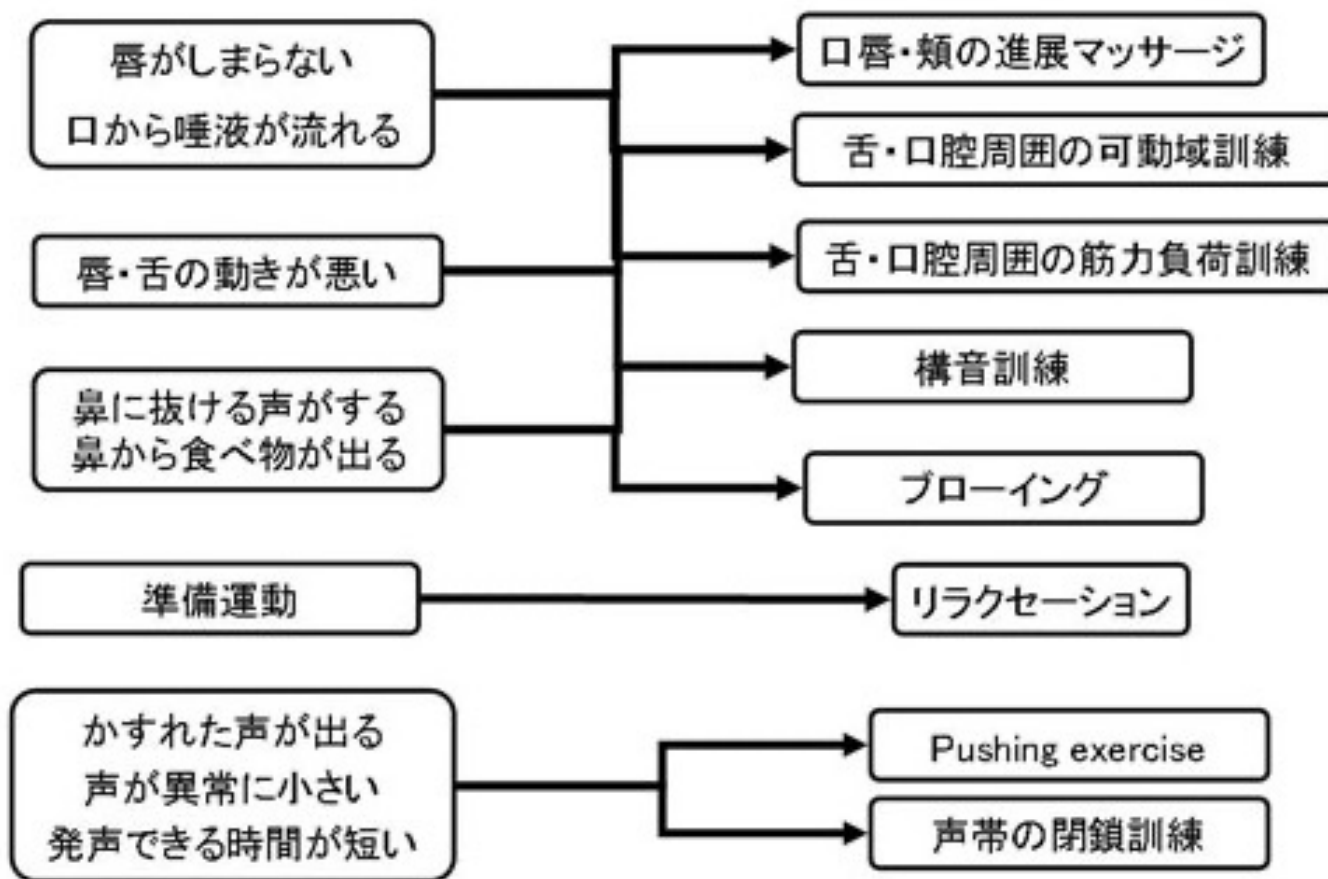 唇がしまらない
口から唾液が流れる
唇・舌の動きが悪い
鼻に抜ける声がする
鼻から食べ物が出る
準備運動
かすれた声が出る
声が異常に小さい
発声できる時間が短い
口唇・頬の進展マッサージ
舌・口腔周囲の可動域訓練
舌・口腔周囲の筋力負荷訓練
構音訓練
ブローイング
リラクセーション
Pushing exercise
声帯の閉鎖訓練